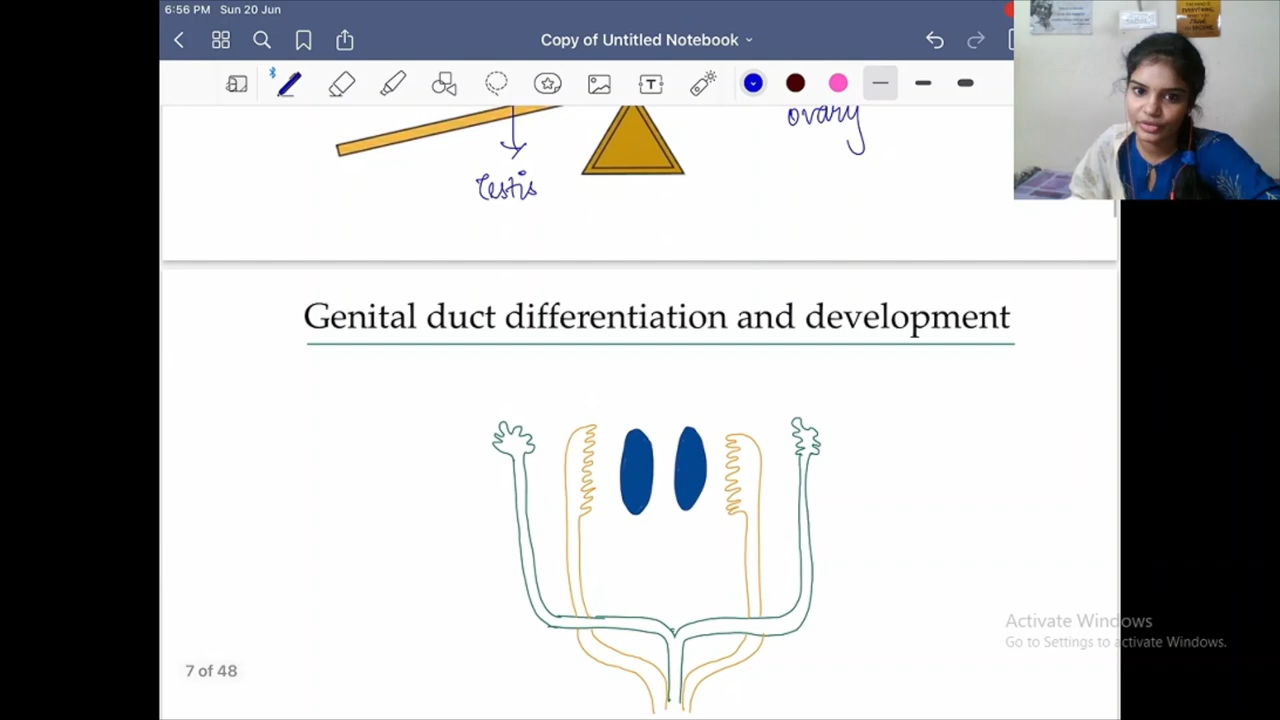 6:56 PM Sun 20 Jun
Copy of Untitled Notebook
T
ovary
Testis
Genital duct differentiation and development
Activate Windows
Go to Settings to activate Windows.
7 of 48